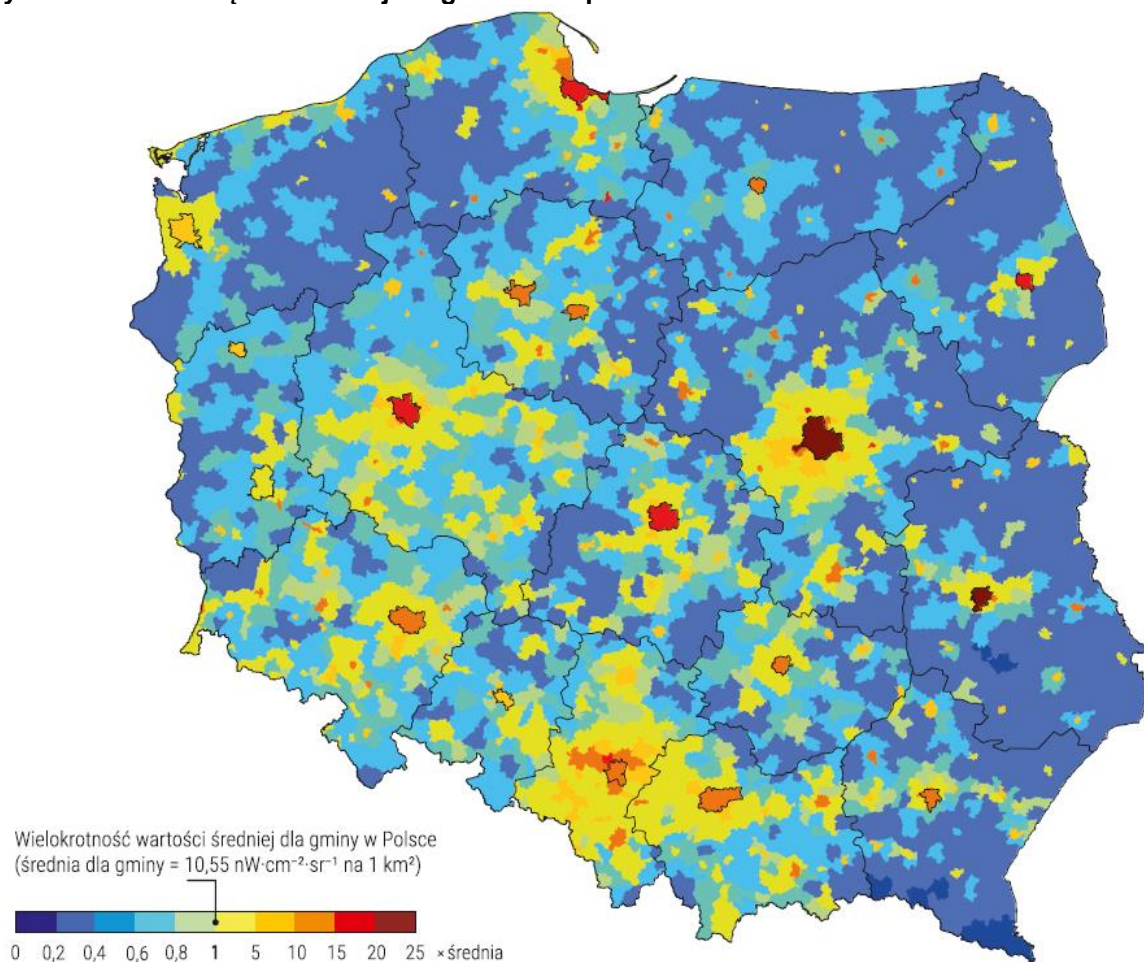 Wielokrotność wartości średniej dla gminy w Polsce
(średnia dla gminy = 10,55 nW·cm⁻²·sr⁻¹ na 1 km²)
0 0,2 0,4 0,6 0,8 1 5 10 15 20 25 × średnia